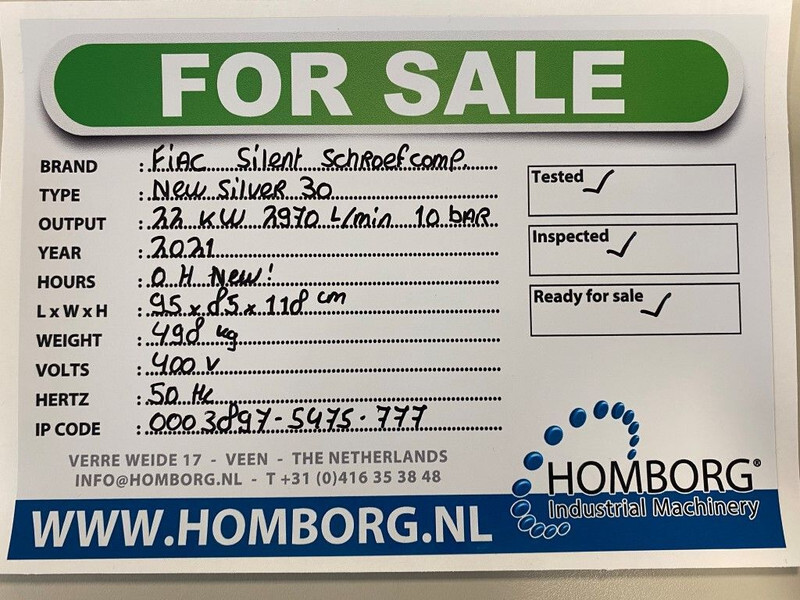 FOR SALE
BRAND : Fiac Silent Schroefcomp.
TYPE : New Silver 30
OUTPUT : 22 KW 2970 L/min 10 bar
YEAR : 2021
HOURS : 0 H New!
L x W x H : 95 x 85 x 118 cm
WEIGHT : 498 kg
VOLTS : 400 V
HERTZ : 50 Hz
IP CODE : 0003897-5475-777
Tested ✓
Inspected ✓
Ready for sale ✓
VERRE WEIDE 17 - VEEN - THE NETHERLANDS
INFO@HOMBORG.NL - T +31 (0)416 35 38 48
HOMBORG®
Industrial Machinery
WWW.HOMBORG.NL